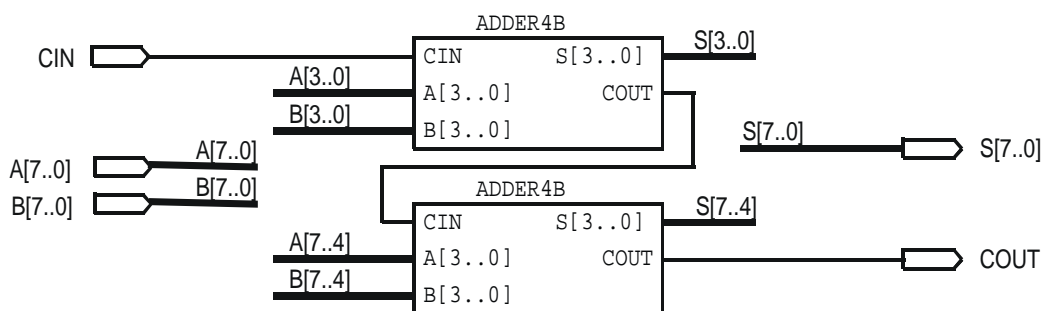 ADDER4B
CIN
CIN S[3..0]
S[3..0]
A[3..0]
A[3..0] COUT
B[3..0]
B[3..0]
A[7..0]
A[7..0]
B[7..0]
B[7..0]
S[7..0]
S[7..0]
ADDER4B
CIN S[3..0]
S[7..4]
A[7..4]
A[3..0] COUT
COUT
B[7..4]
B[3..0]